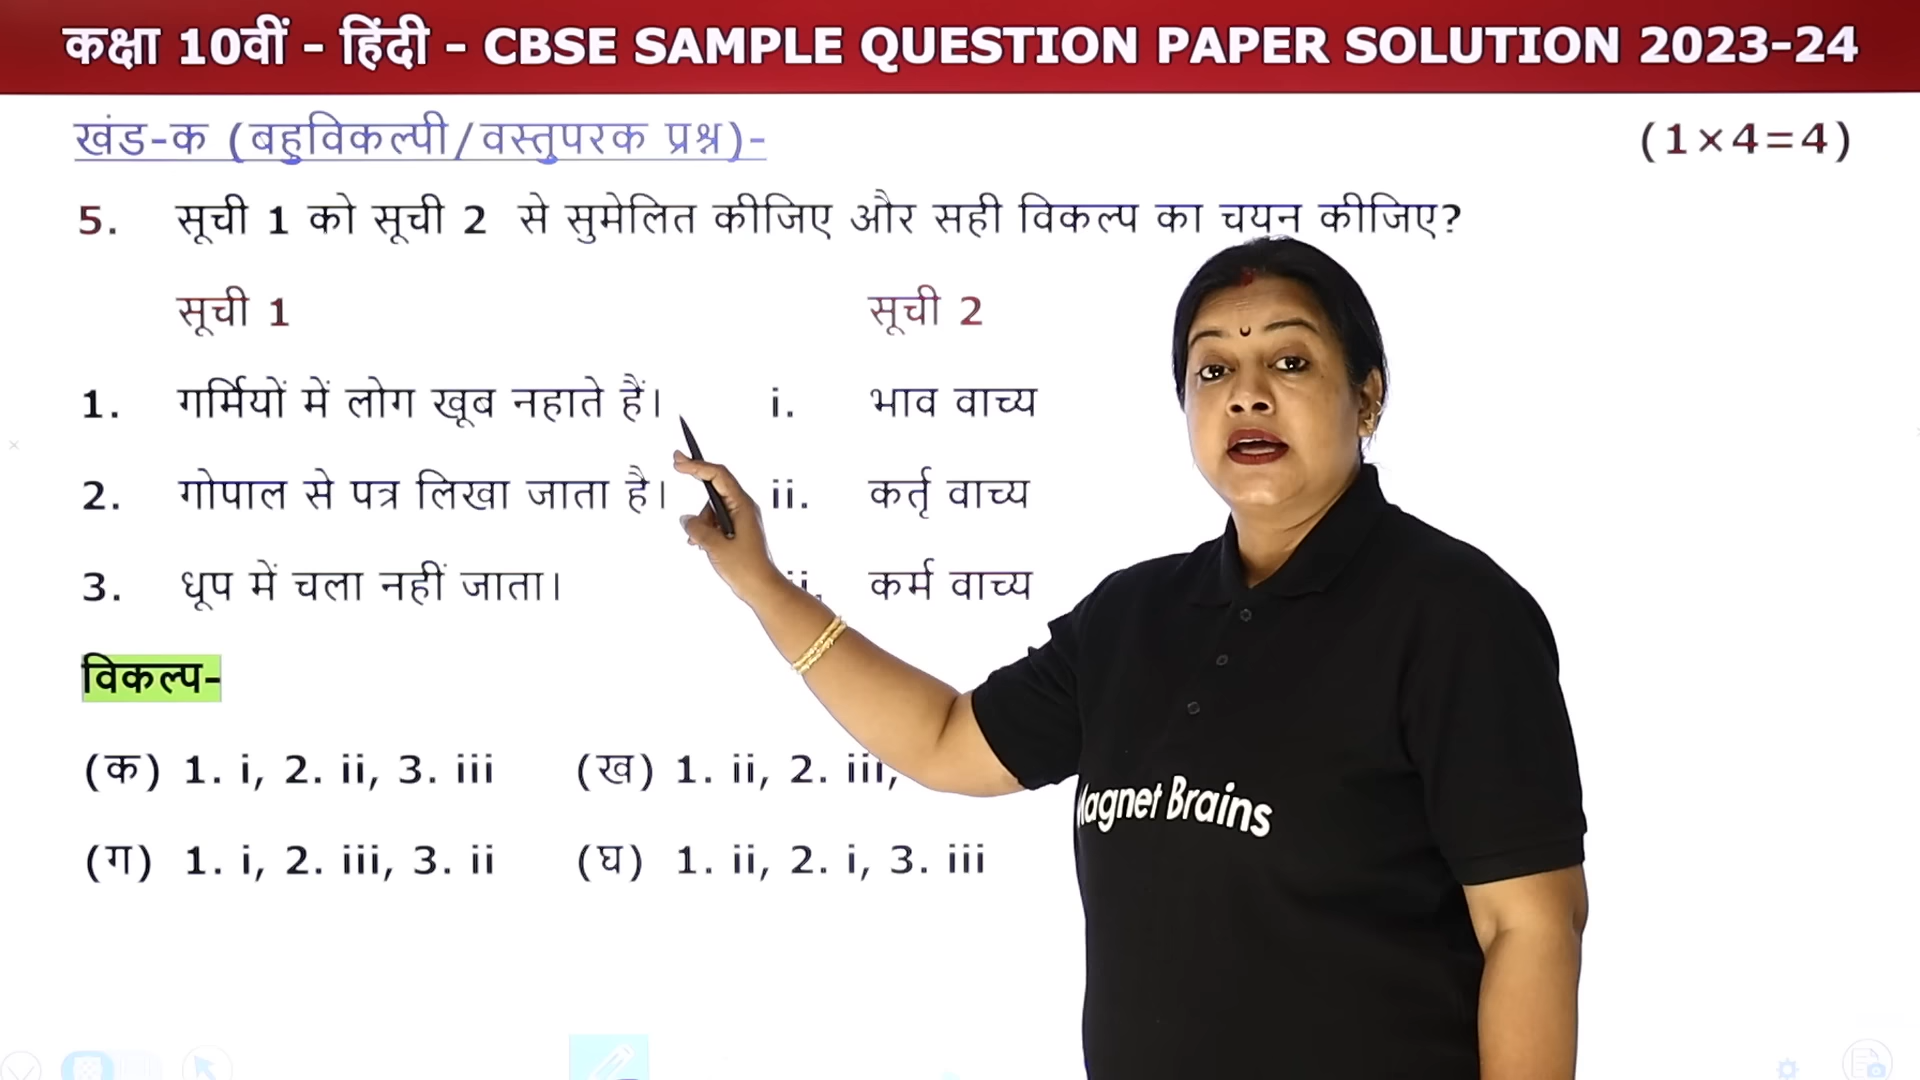 कक्षा 10वीं - हिंदी - CBSE SAMPLE QUESTION PAPER SOLUTION 2023-24
खंड-क (बहुविकल्पी/वस्तुपरक प्रश्न)- (1×4=4)
5. सूची 1 को सूची 2 से सुमेलित कीजिए और सही विकल्प का चयन कीजिए?
सूची 1 सूची 2
1. गर्मियों में लोग खूब नहाते हैं। i. भाव वाच्य
2. गोपाल से पत्र लिखा जाता है। ii. कर्तृ वाच्य
3. धूप में चला नहीं जाता। कर्म वाच्य
विकल्प-
(क) 1. i, 2. ii, 3. iii (ख) 1. ii, 2. iii,
(ग) 1. i, 2. iii, 3. ii (घ) 1. ii, 2. i, 3. iii
Magnet Brains